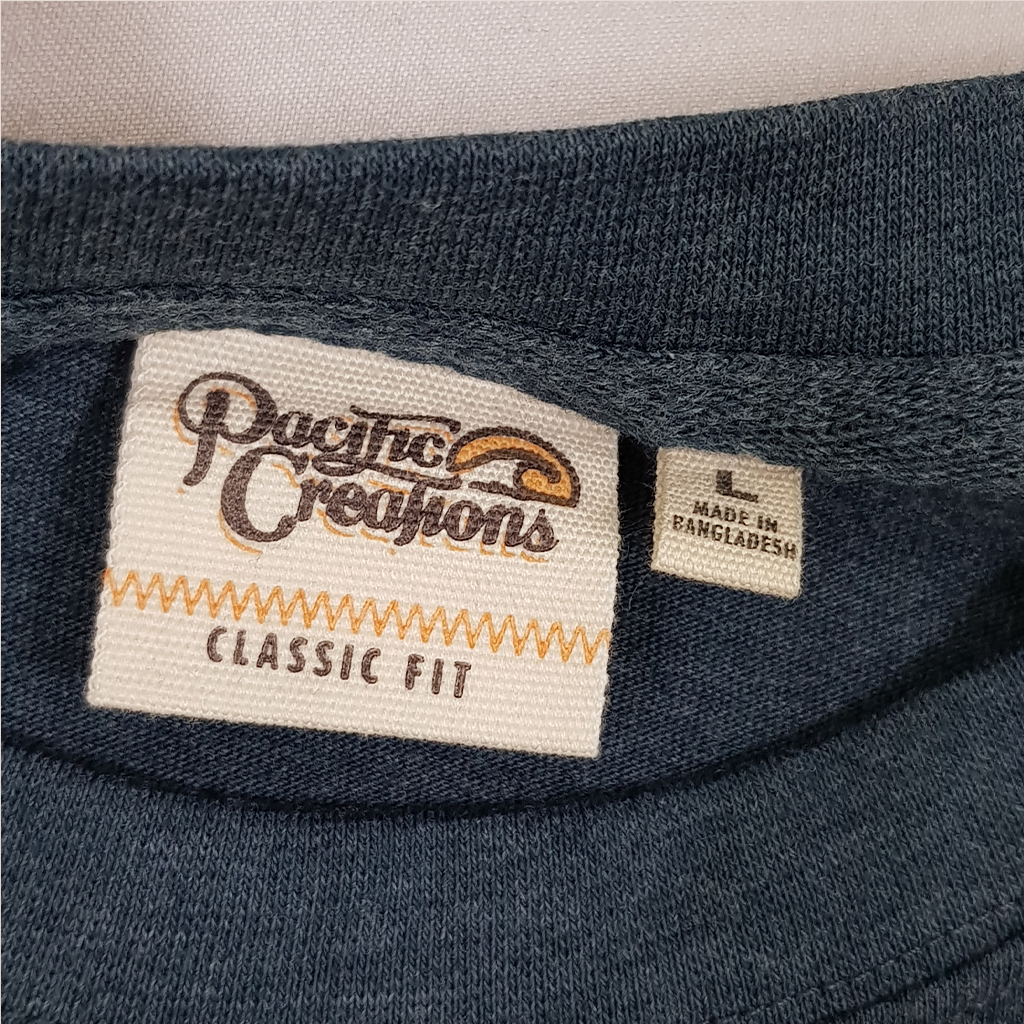 Pacific
Creations
CLASSIC FIT
L
MADE IN
BANGLADESH